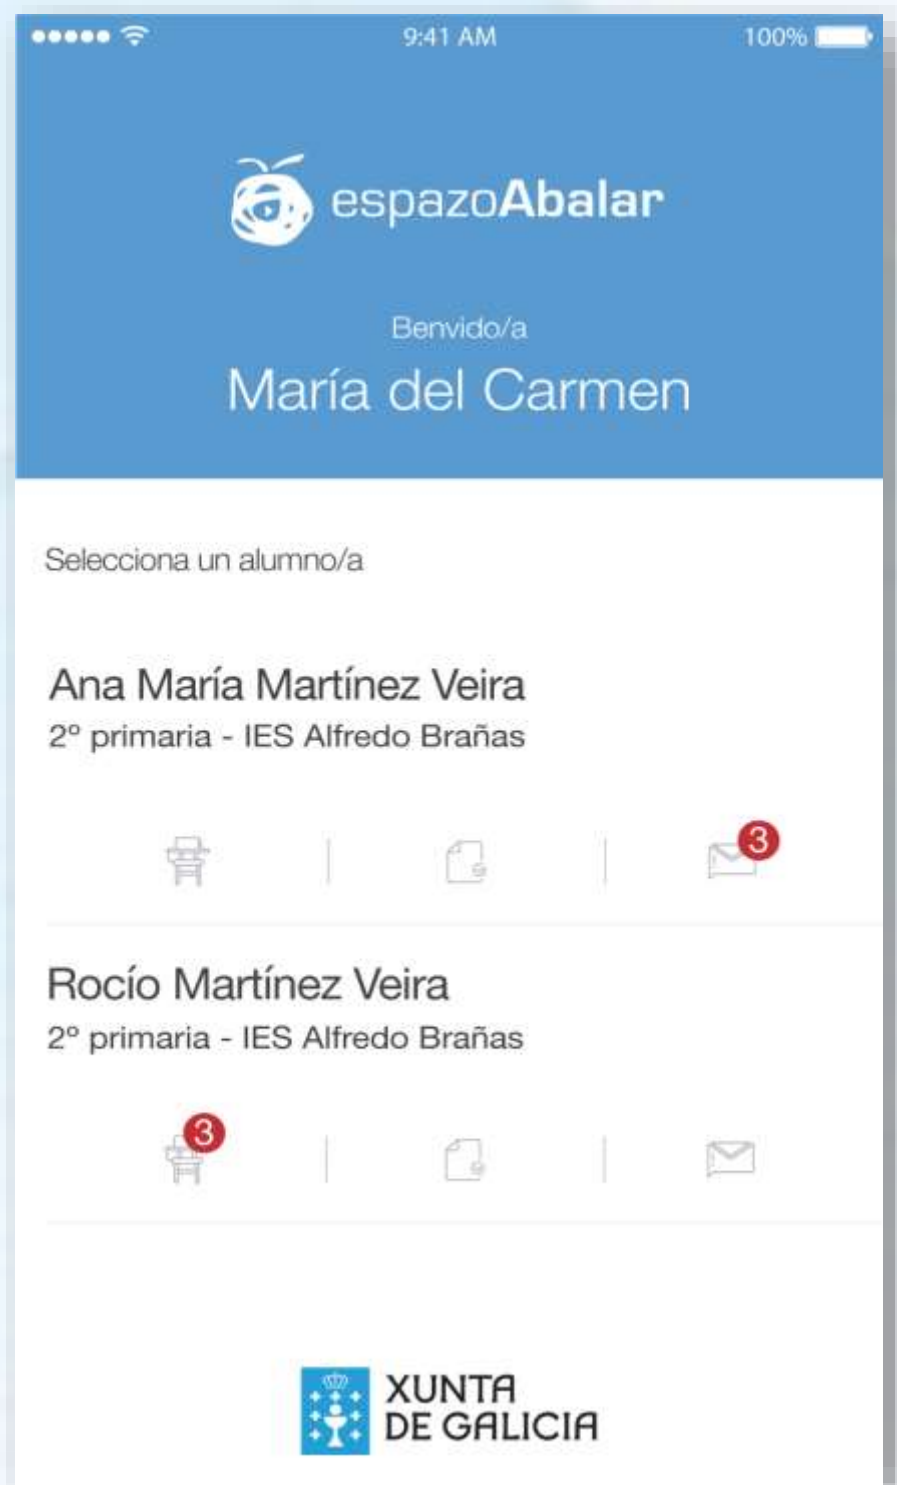 9:41 AM 100%
espazoAbalar
Benvido/a
María del Carmen
Selecciona un alumno/a
Ana María Martínez Veira
2º primaria - IES Alfredo Brañas
3
Rocío Martínez Veira
2º primaria - IES Alfredo Brañas
3
XUNTA
DE GALICIA